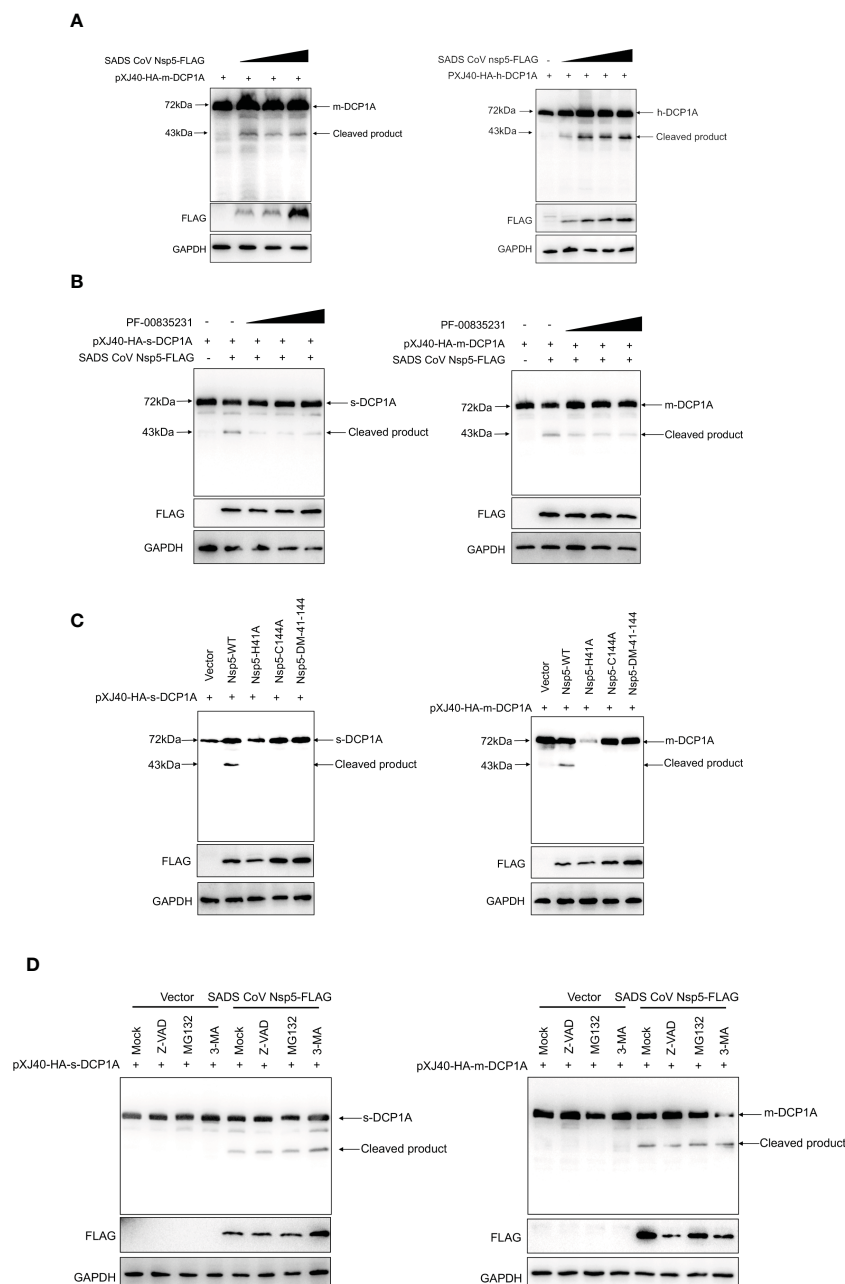 A
SADS CoV Nsp5-FLAG
pXJ40-HA-m-DCP1A + + + +
72kDa m-DCP1A
43kDa Cleaved product
FLAG
GAPDH
SADS CoV nsp5-FLAG -
PXJ40-HA-h-DCP1A + + + + +
72kDa h-DCP1A
43kDa Cleaved product
FLAG
GAPDH
B
PF-00835231 - -
pXJ40-HA-s-DCP1A + + + + +
SADS CoV Nsp5-FLAG - + + + +
72kDa s-DCP1A
43kDa Cleaved product
FLAG
GAPDH
PF-00835231 - -
pXJ40-HA-m-DCP1A + + + + +
SADS CoV Nsp5-FLAG - + + + +
72kDa m-DCP1A
43kDa Cleaved product
FLAG
GAPDH
C
Vector
Nsp5-WT
Nsp5-H41A
Nsp5-C144A
Nsp5-DM-41-144
pXJ40-HA-s-DCP1A + + + + +
72kDa s-DCP1A
43kDa Cleaved product
FLAG
GAPDH
Vector
Nsp5-WT
Nsp5-H41A
Nsp5-C144A
Nsp5-DM-41-144
pXJ40-HA-m-DCP1A + + + + +
72kDa m-DCP1A
43kDa Cleaved product
FLAG
GAPDH
D
Vector SADS CoV Nsp5-FLAG
Mock
Z-VAD
MG132
3-MA
Mock
Z-VAD
MG132
3-MA
pXJ40-HA-s-DCP1A + + + + + + + +
s-DCP1A
Cleaved product
FLAG
GAPDH
Vector SADS CoV Nsp5-FLAG
Mock
Z-VAD
MG132
3-MA
Mock
Z-VAD
MG132
3-MA
pXJ40-HA-m-DCP1A + + + + + + + +
m-DCP1A
Cleaved product
FLAG
GAPDH